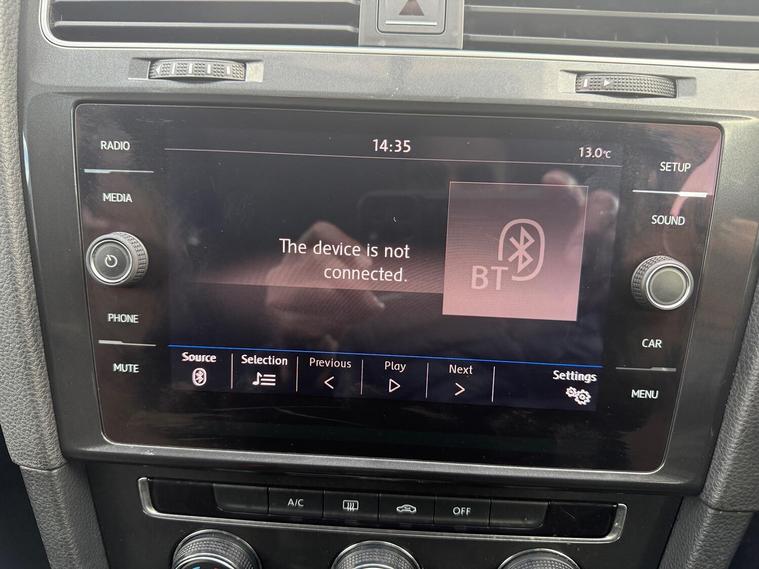 RADIO
MEDIA
PHONE
MUTE
14:35
13.0°C
The device is not
connected.
BT
Source
Selection
Previous
Play
Next
Settings
SETUP
SOUND
CAR
MENU
A/C
OFF